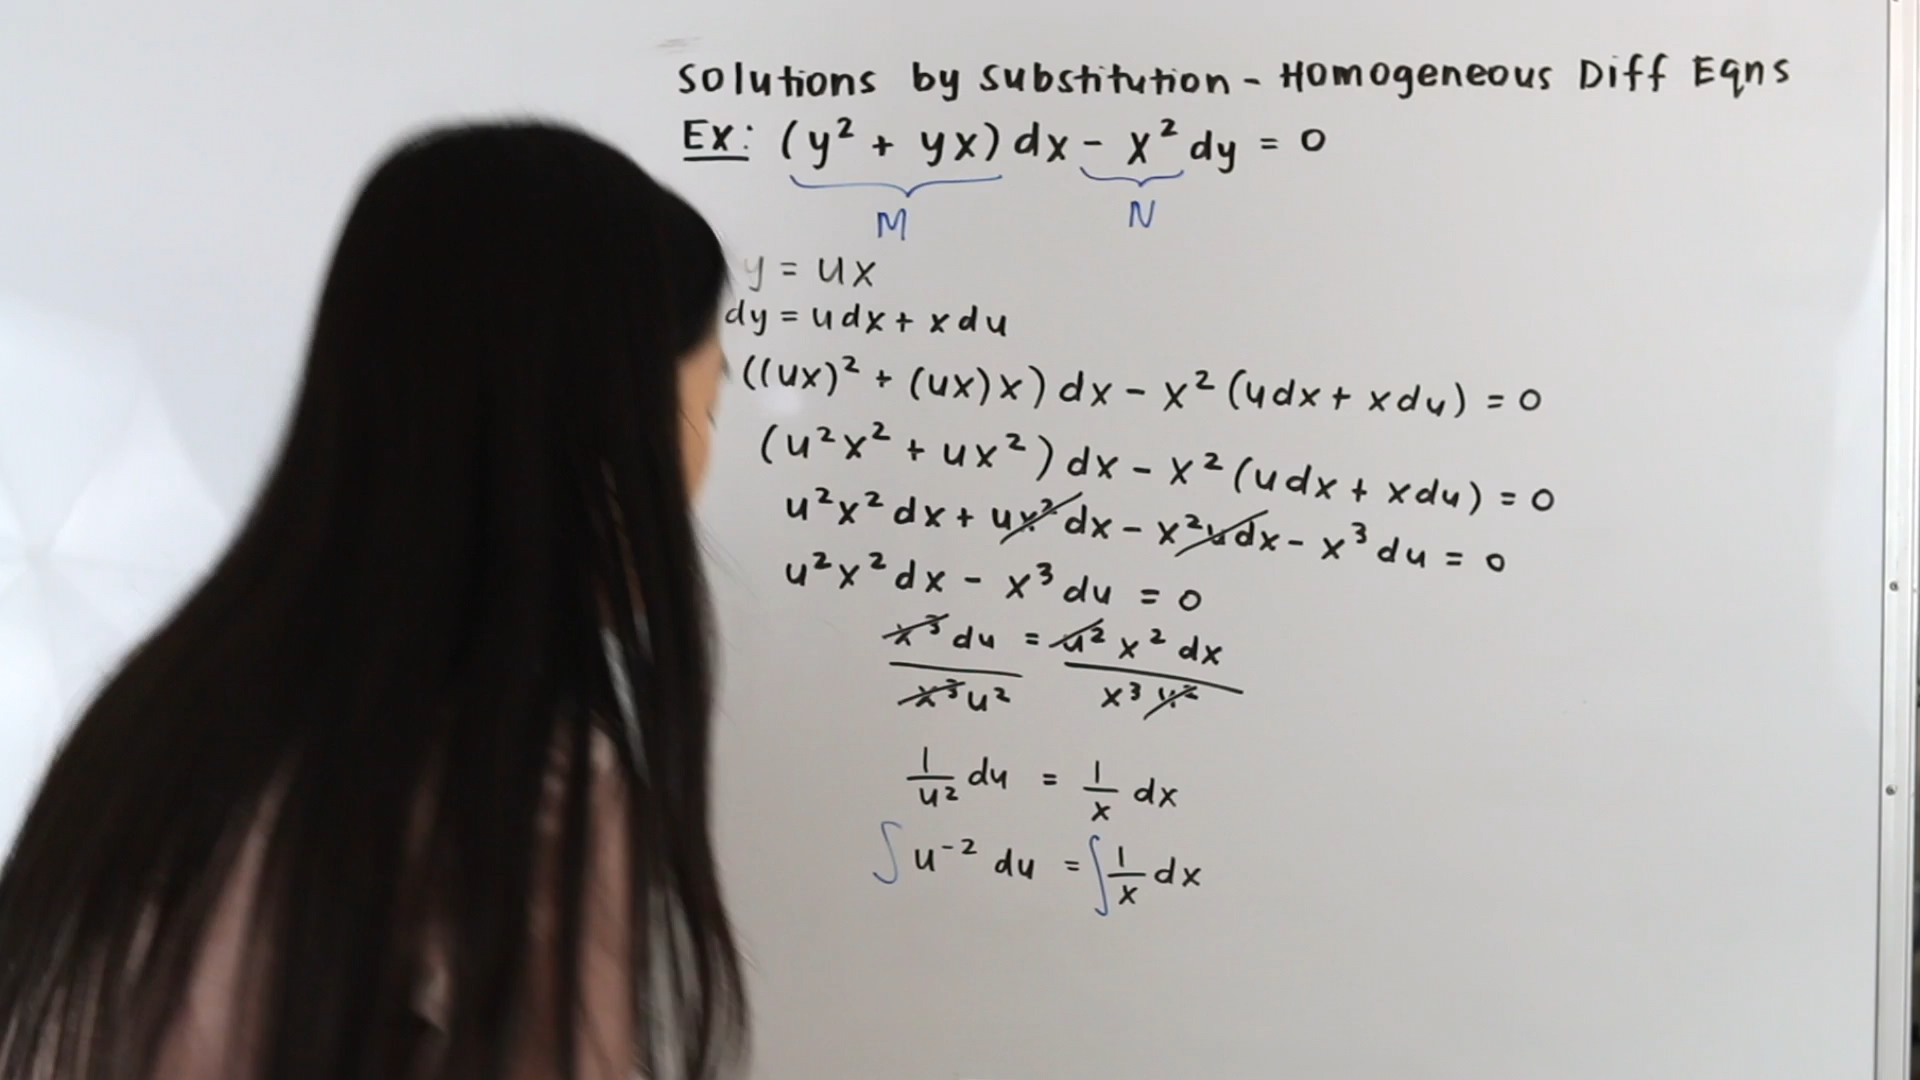 Solutions by Substitution - Homogeneous Diff Eqns
Ex: (y² + yx) dx - x² dy = 0
M N
y = ux
dy = udx + xdu
((ux)² + (ux)x) dx - x² (udx + xdu) = 0
(u²x² + ux²) dx - x² (udx + xdu) = 0
u²x² dx + ux² dx - x²udx - x³ du = 0
u²x² dx - x³ du = 0
x³ du / x³u² = u² x² dx / x³ u²
1/u² du = 1/x dx
∫ u⁻² du = ∫ 1/x dx